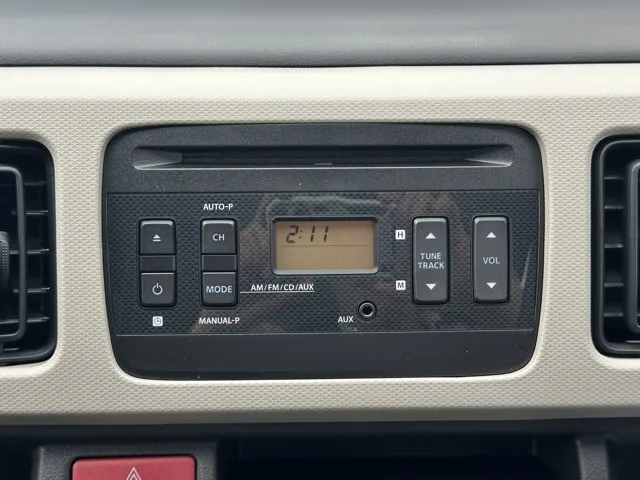 AUTO-P
CH
2:11
H
TUNE
TRACK
VOL
MODE
AM/FM/CD/AUX
M
MANUAL-P
AUX